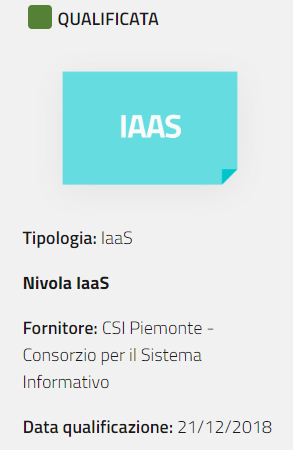 QUALIFICATA
IAAS
Tipologia: IaaS
Nivola IaaS
Fornitore: CSI Piemonte -
Consorzio per il Sistema
Informativo
Data qualificazione: 21/12/2018